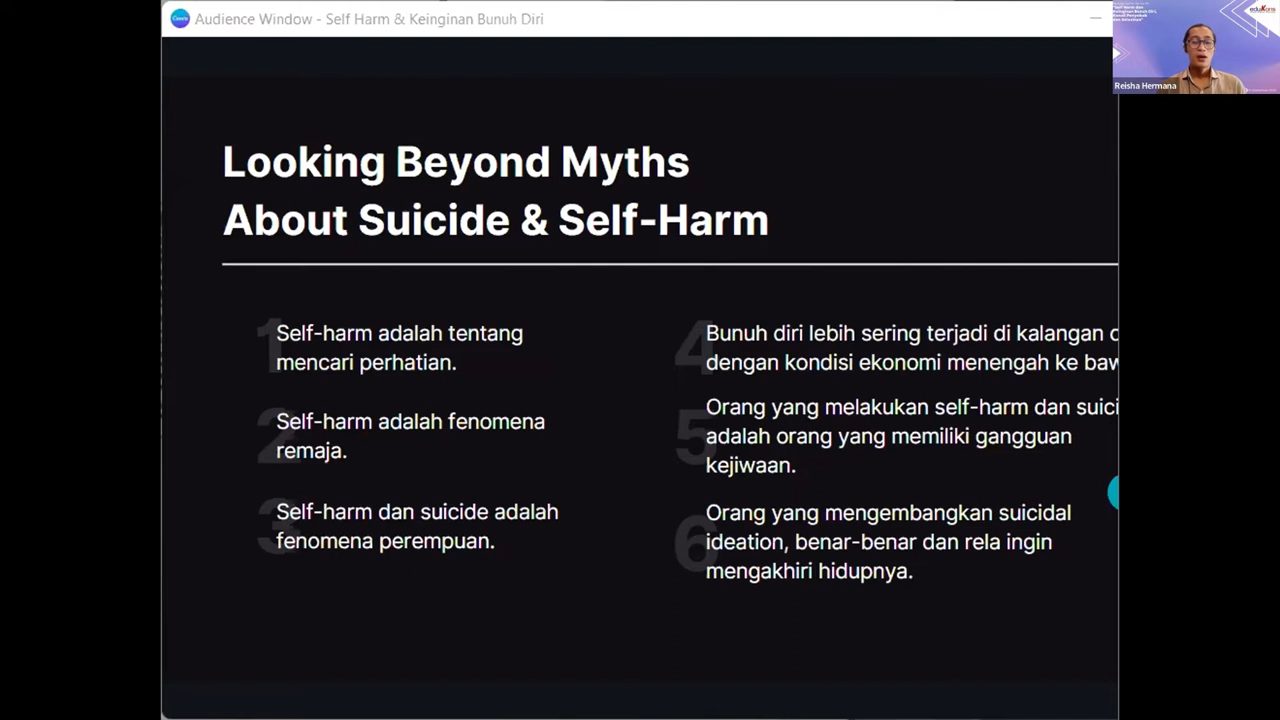 Audience Window - Self Harm & Keinginan Bunuh Diri
eduKons
Reisha Hermana
Looking Beyond Myths
About Suicide & Self-Harm
1
Self-harm adalah tentang
mencari perhatian.
2
Self-harm adalah fenomena
remaja.
3
Self-harm dan suicide adalah
fenomena perempuan.
4
Bunuh diri lebih sering terjadi di kalangan
dengan kondisi ekonomi menengah ke
5
Orang yang melakukan self-harm dan
adalah orang yang memiliki gangguan
kejiwaan.
6
Orang yang mengembangkan suicidal
ideation, benar-benar dan rela ingin
mengakhiri hidupnya.